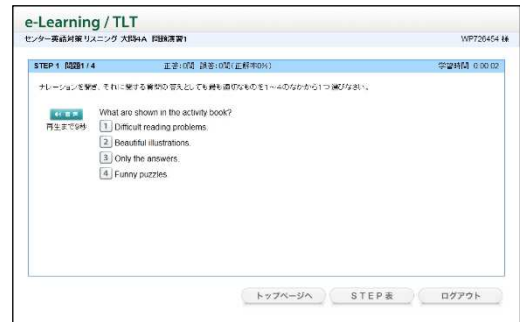 e-Learning / TLT
センター英語対策 リスニング 大問4A 問題演習1
WP726454 様
STEP 1 問題1 / 4
正答:0問 誤答:0問(正解率0%)
学習時間 0:00:02
ナレーションを聞き、それに関する質問の答えとして最も適切なものを1~4のなかから1つ選びなさい。
音声
再生まで9秒
What are shown in the activity book?
1 Difficult reading problems.
2 Beautiful illustrations.
3 Only the answers.
4 Funny puzzles.
トップページへ
STEP表
ログアウト